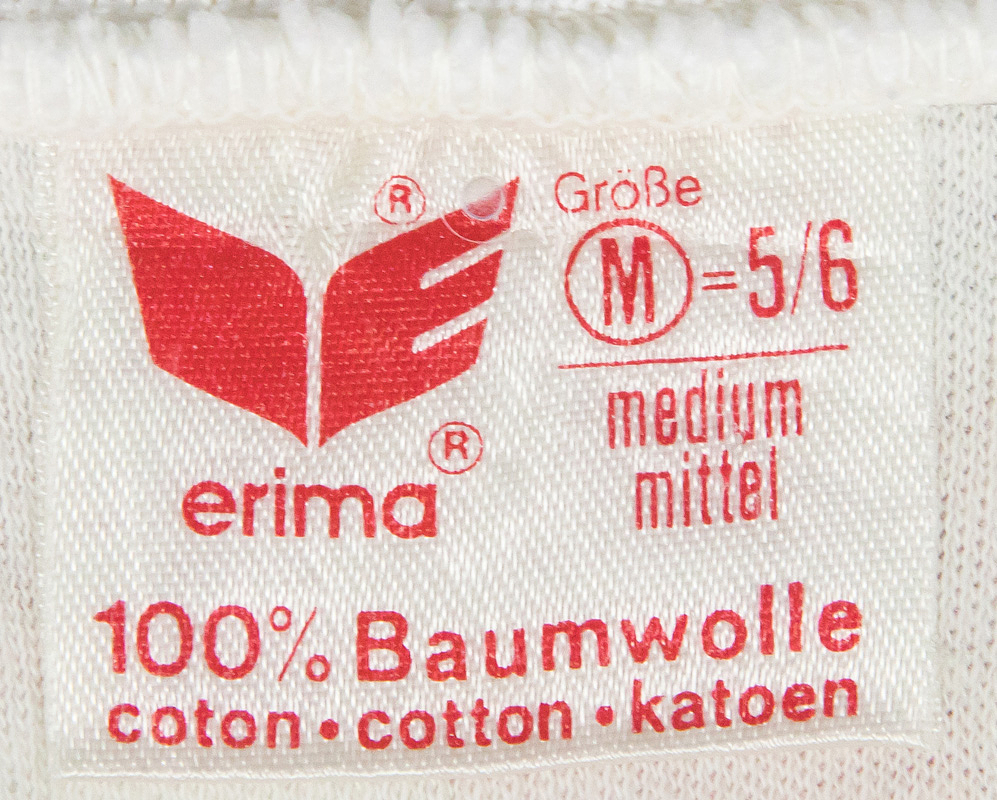 ®
Größe
M = 5/6
medium
mittel
®
erima
100% Baumwolle
coton • cotton • katoen